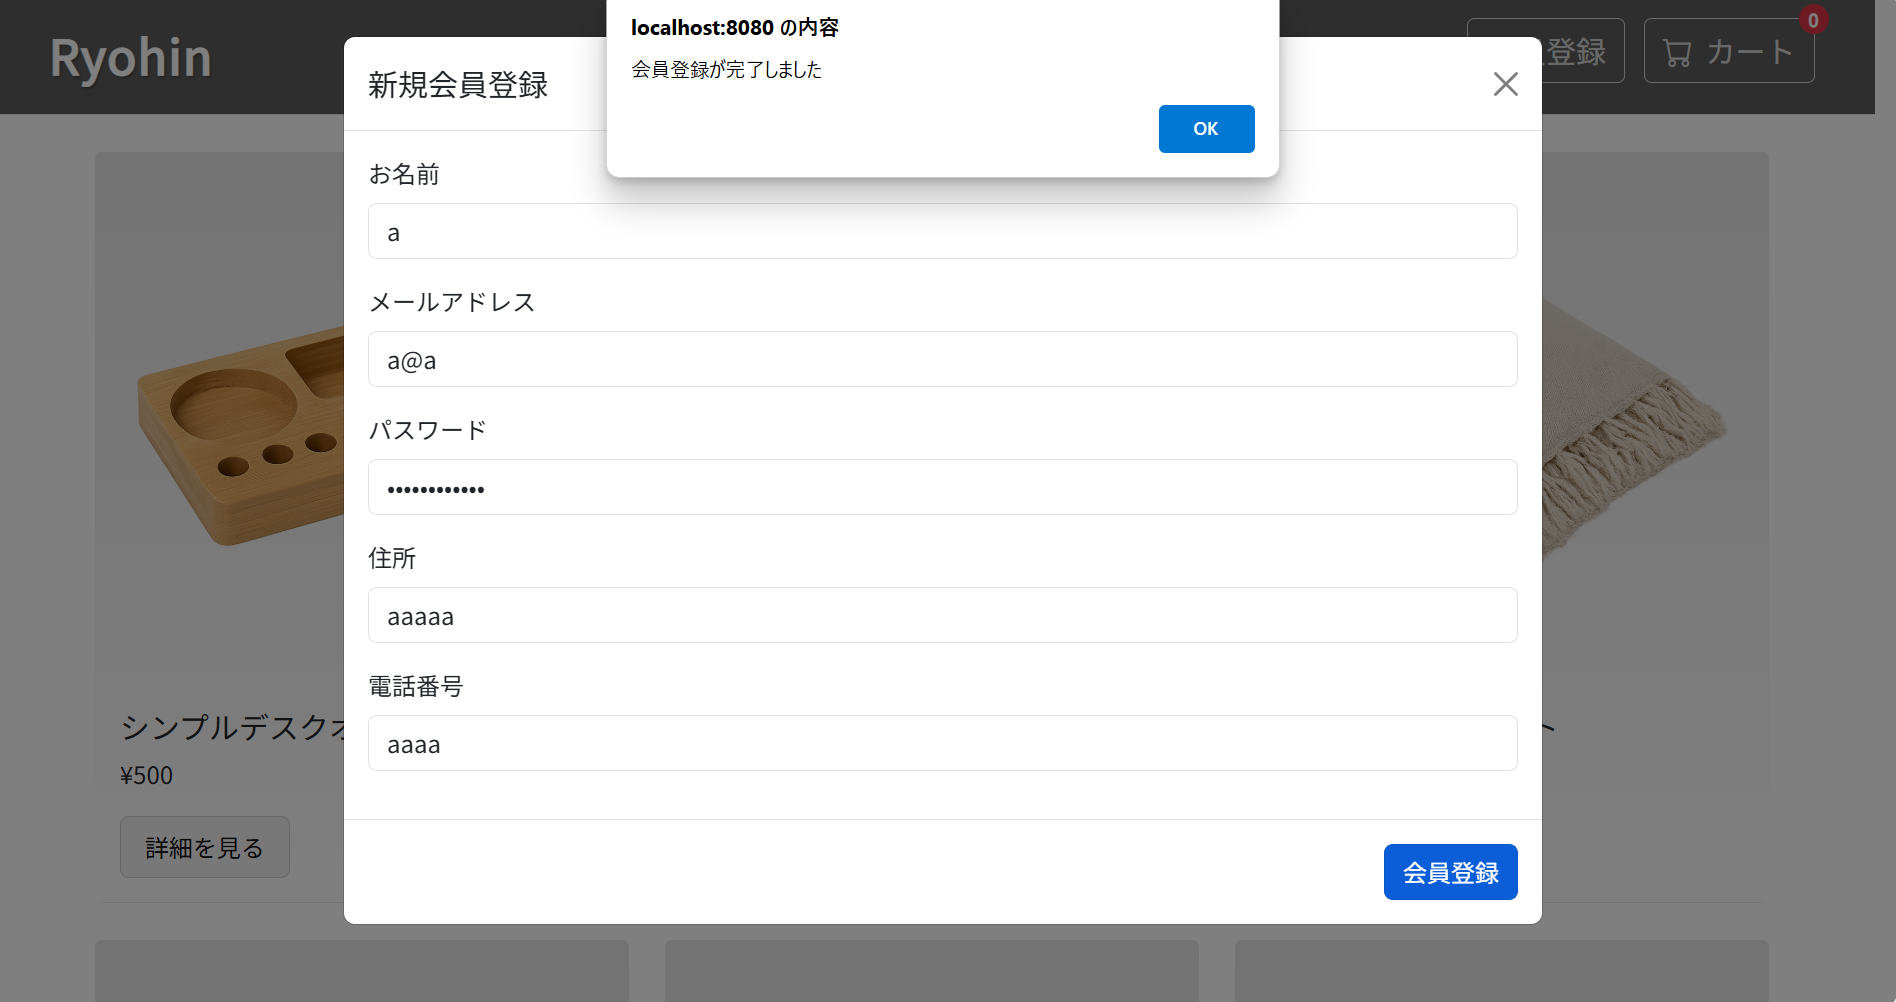 Ryohin
登録
カート
0
localhost:8080 の内容
会員登録が完了しました
OK
新規会員登録
お名前
a
メールアドレス
a@a
パスワード
••••••••••••
住所
aaaaa
電話番号
aaaa
会員登録
シンプルデスクオ
¥500
詳細を見る
ト